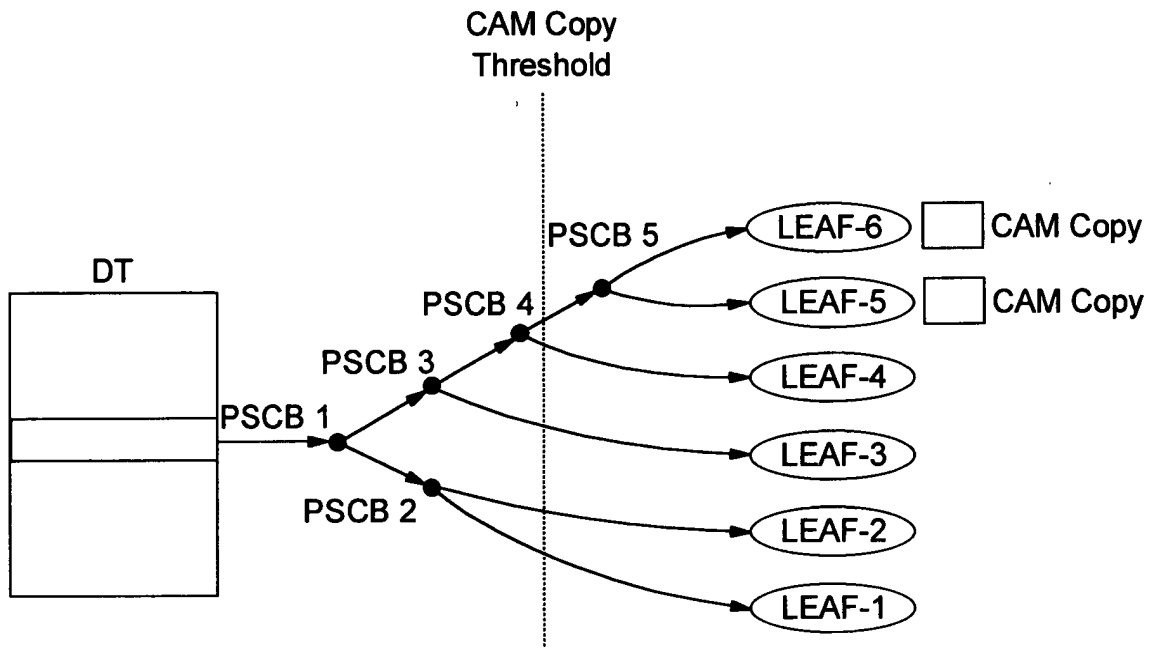 CAM Copy
Threshold
LEAF-6 CAM Copy
PSCB 5
DT
LEAF-5 CAM Copy
PSCB 4
PSCB 3
LEAF-4
PSCB 1
LEAF-3
PSCB 2
LEAF-2
LEAF-1